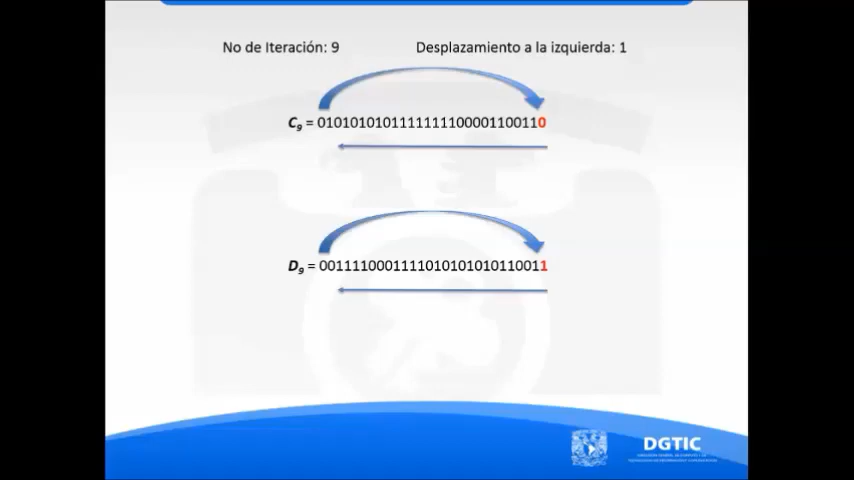 No de Iteración: 9 Desplazamiento a la izquierda: 1
C₉ = 0101010101111111100001100110
D₉ = 0011110001111010101010110011
DGTIC